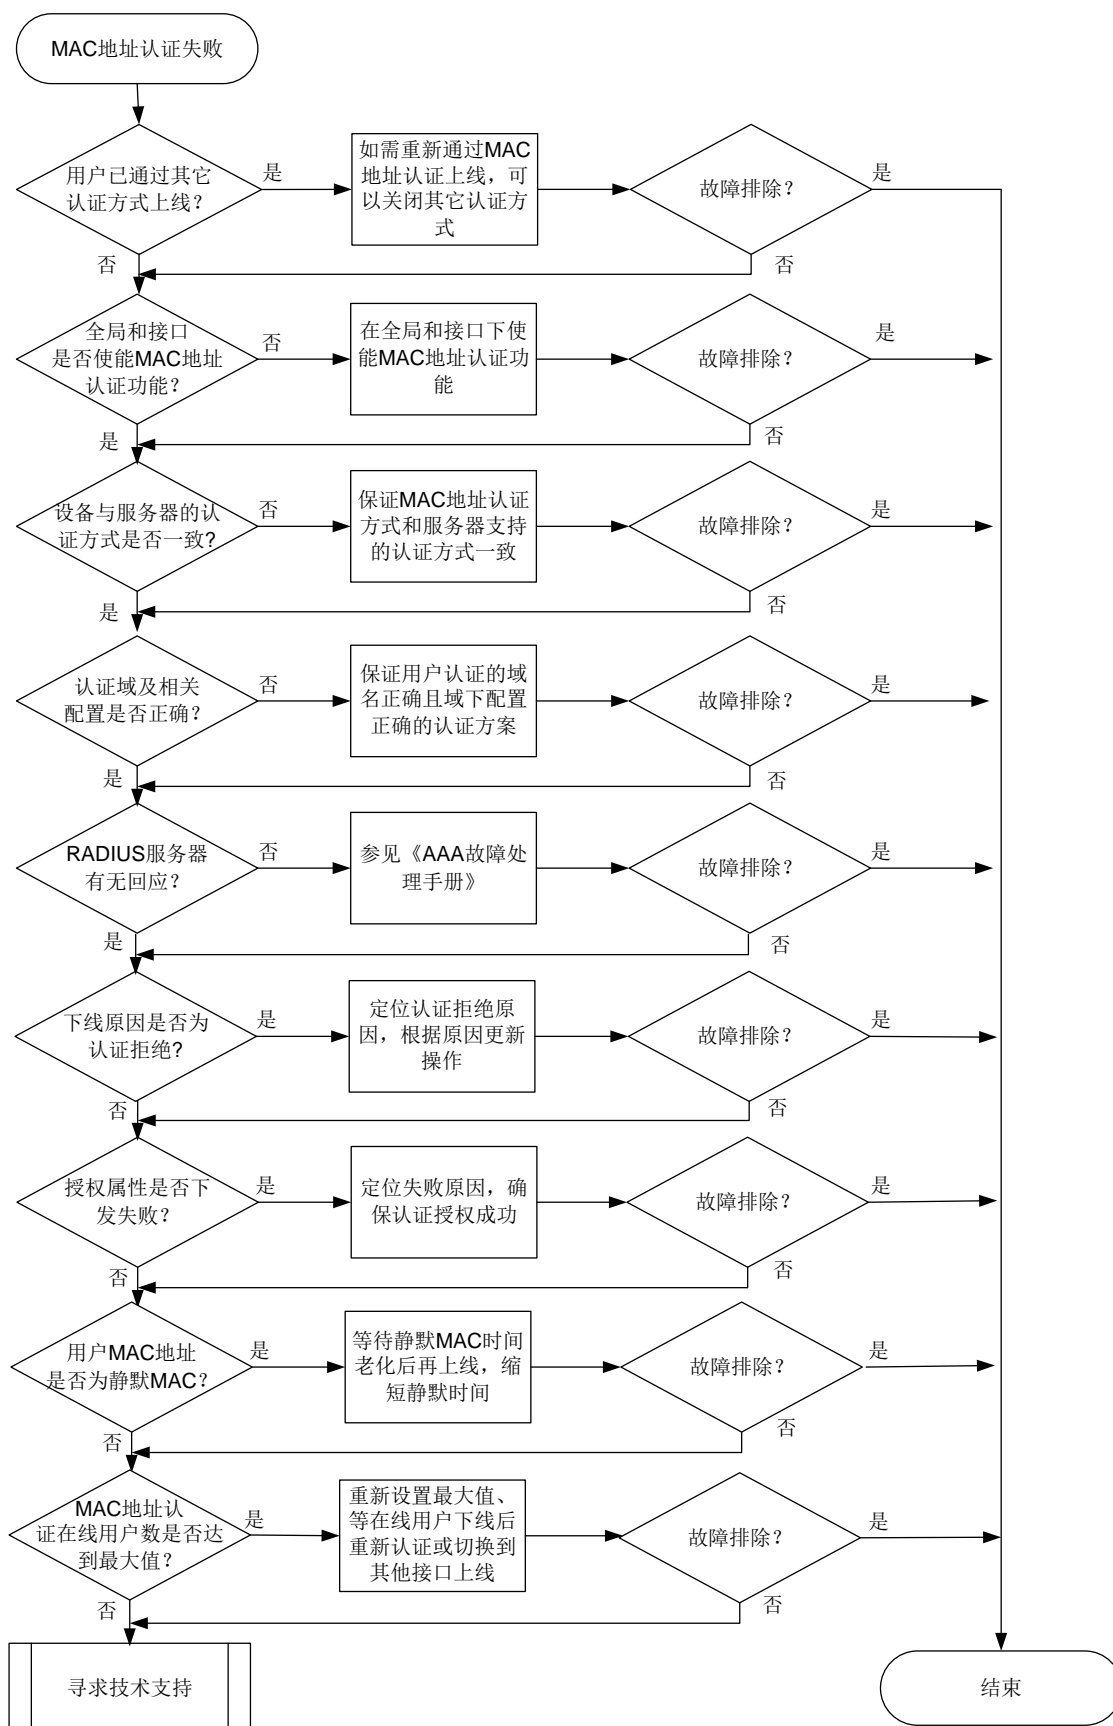 MAC地址认证失败
用户已通过其它
认证方式上线？
是
如需重新通过MAC
地址认证上线，可
以关闭其它认证方
式
故障排除？
是
否
否
全局和接口
是否使能MAC地址
认证功能？
否
在全局和接口下使
能MAC地址认证功
能
故障排除？
是
是
否
设备与服务器的认
证方式是否一致?
否
保证MAC地址认证
方式和服务器支持
的认证方式一致
故障排除？
是
是
否
认证域及相关
配置是否正确？
否
保证用户认证的域
名正确且域下配置
正确的认证方案
故障排除？
是
是
否
RADIUS服务器
有无回应？
否
参见《AAA故障处
理手册》
故障排除？
是
是
否
下线原因是否为
认证拒绝?
是
定位认证拒绝原
因，根据原因更新
操作
故障排除？
是
否
否
授权属性是否下
发失败？
是
定位失败原因，确
保认证授权成功
故障排除？
是
否
否
用户MAC地址
是否为静默MAC？
是
等待静默MAC时间
老化后再上线，缩
短静默时间
故障排除？
是
否
否
MAC地址认
证在线用户数是否达
到最大值？
是
重新设置最大值、
等在线用户下线后
重新认证或切换到
其他接口上线
故障排除？
是
否
否
寻求技术支持
结束